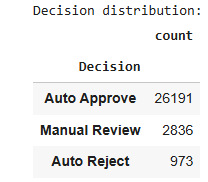 Decision distribution:
count
Decision
Auto Approve 26191
Manual Review 2836
Auto Reject 973